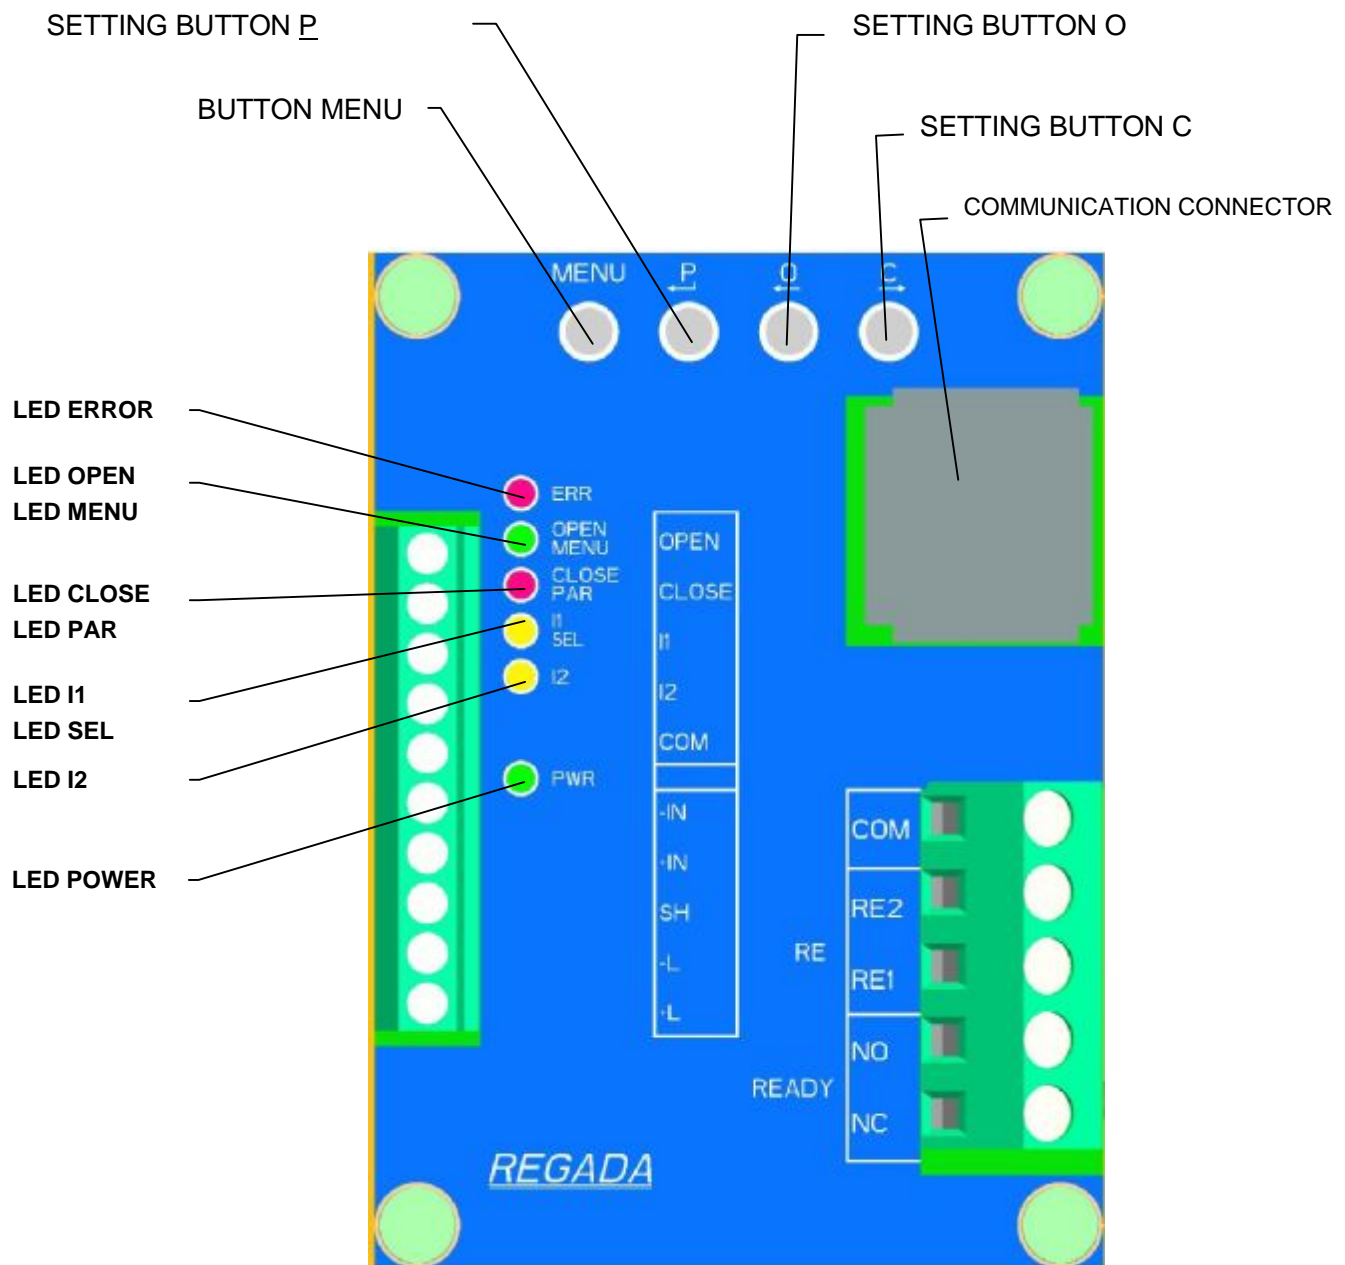 SETTING BUTTON P
SETTING BUTTON O
BUTTON MENU
SETTING BUTTON C
COMMUNICATION CONNECTOR
MENU
P
O
C
LED ERROR
LED OPEN
LED MENU
LED CLOSE
LED PAR
LED I1
LED SEL
LED I2
LED POWER
ERR
OPEN
MENU
CLOSE
PAR
I1
SEL
I2
PWR
OPEN
CLOSE
I1
I2
COM
-IN
+IN
SH
-L
+L
COM
RE2
RE
RE1
NO
READY
NC
REGADA